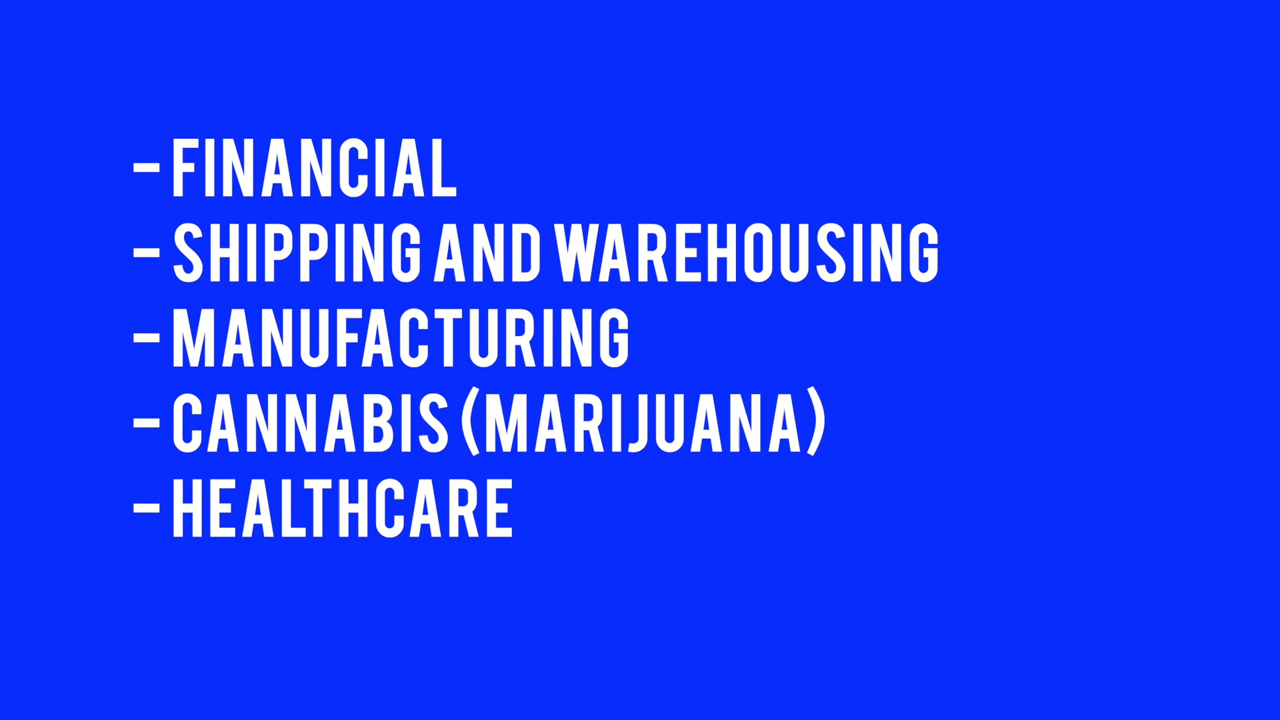 - FINANCIAL
- SHIPPING AND WAREHOUSING
- MANUFACTURING
- CANNABIS (MARIJUANA)
- HEALTHCARE